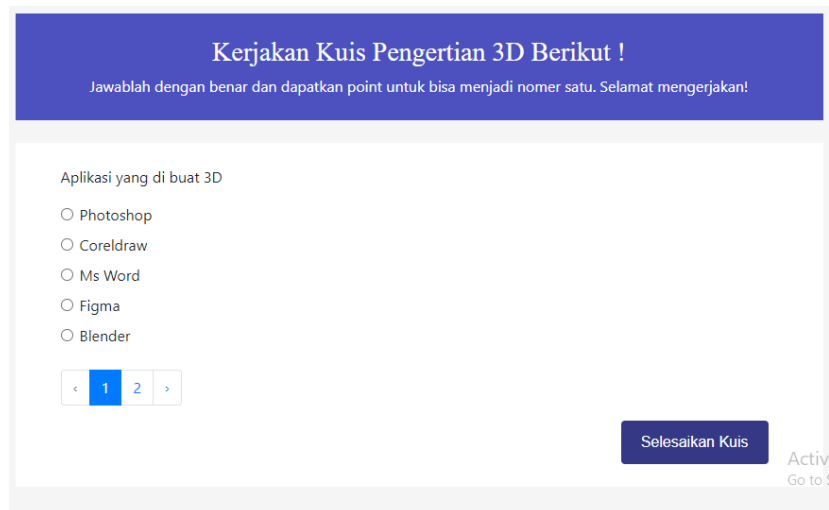 Kerjakan Kuis Pengertian 3D Berikut !
Jawablah dengan benar dan dapatkan point untuk bisa menjadi nomer satu. Selamat mengerjakan!
Aplikasi yang di buat 3D
Photoshop
Coreldraw
Ms Word
Figma
Blender
‹ 1 2 ›
Selesaikan Kuis
Go to